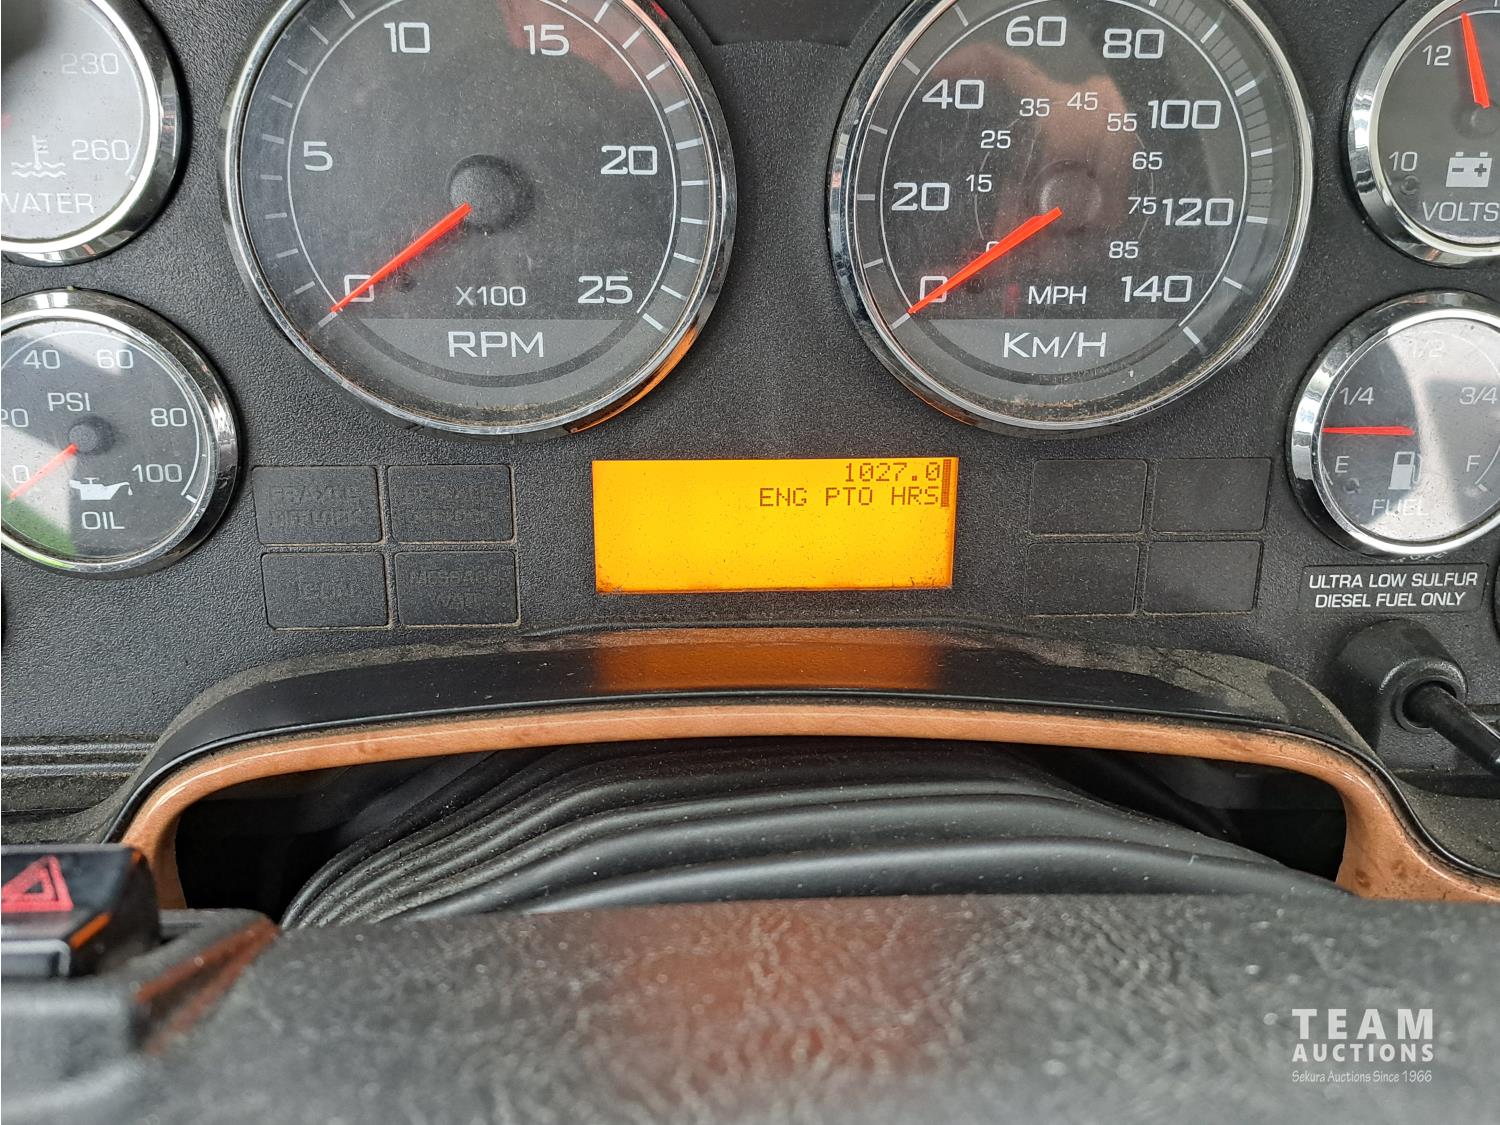 230
260
WATER
5
10
15
20
25
0
X100
RPM
20
40
60
80
100
120
140
0
15
25
35
45
55
65
75
85
MPH
KM/H
12
10
VOLTS
40
60
PSI
20
80
0
100
OIL
1027.0
ENG PTO HRS
MESSAGE
WAIT
1/2
1/4
3/4
E
F
FUEL
ULTRA LOW SULFUR
DIESEL FUEL ONLY
TEAM
AUCTIONS
Sekura Auctions Since 1966